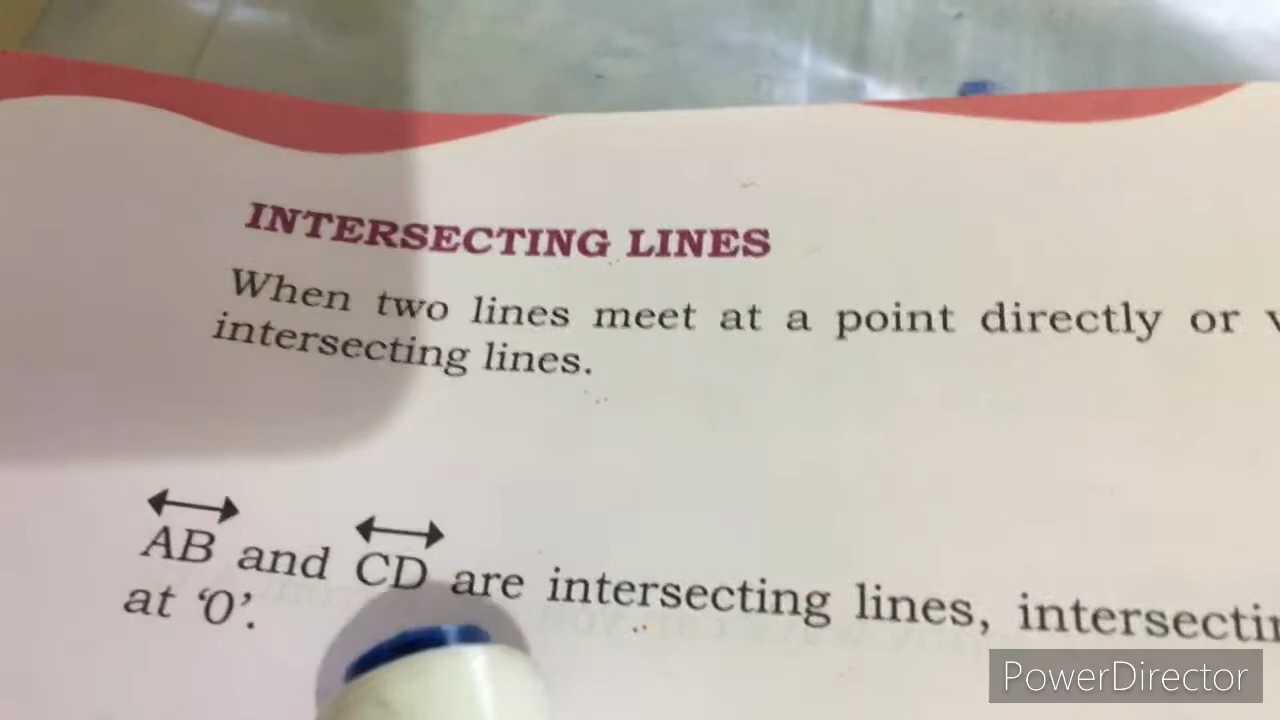 INTERSECTING LINES
When two lines meet at a point directly or
intersecting lines.
AB and CD are intersecting lines,
at ‘O’.
PowerDirector